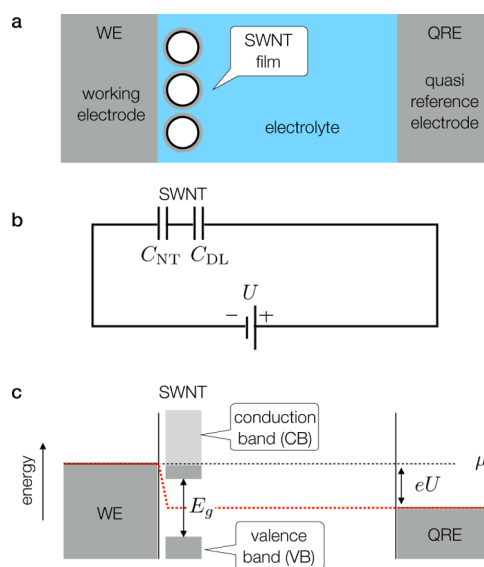 a
WE
working
electrode
SWNT
film
electrolyte
QRE
quasi
reference
electrode
b
SWNT
C_NT
C_DL
U
− +
c
SWNT
conduction
band (CB)
μ
energy
eU
WE
E_g
valence
band (VB)
QRE